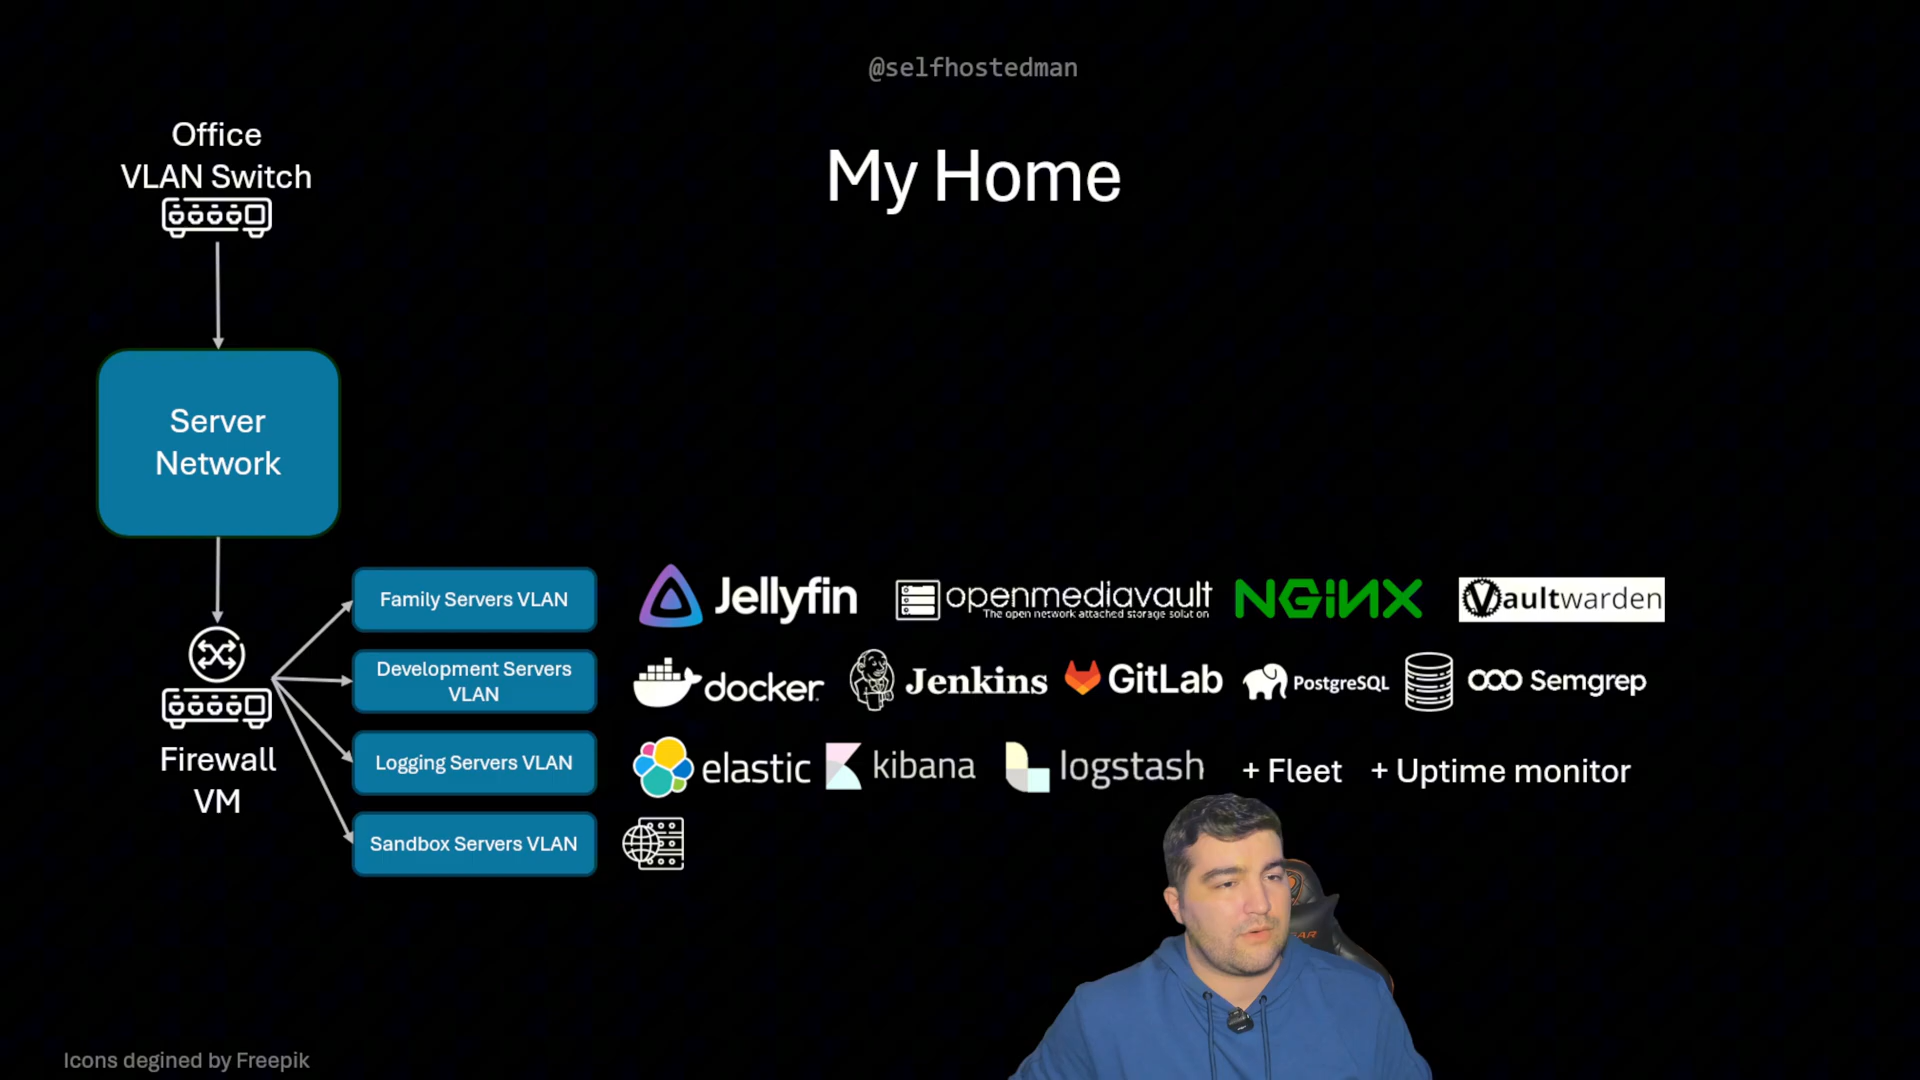 @selfhostedman
My Home
Office
VLAN Switch
Server
Network
Firewall
VM
Family Servers VLAN
Jellyfin
openmediavault
The open network attached storage solution
NGINX
Vaultwarden
Development Servers
VLAN
docker
Jenkins
GitLab
PostgreSQL
Semgrep
Logging Servers VLAN
elastic
kibana
logstash
+ Fleet
+ Uptime monitor
Sandbox Servers VLAN
Icons degined by Freepik